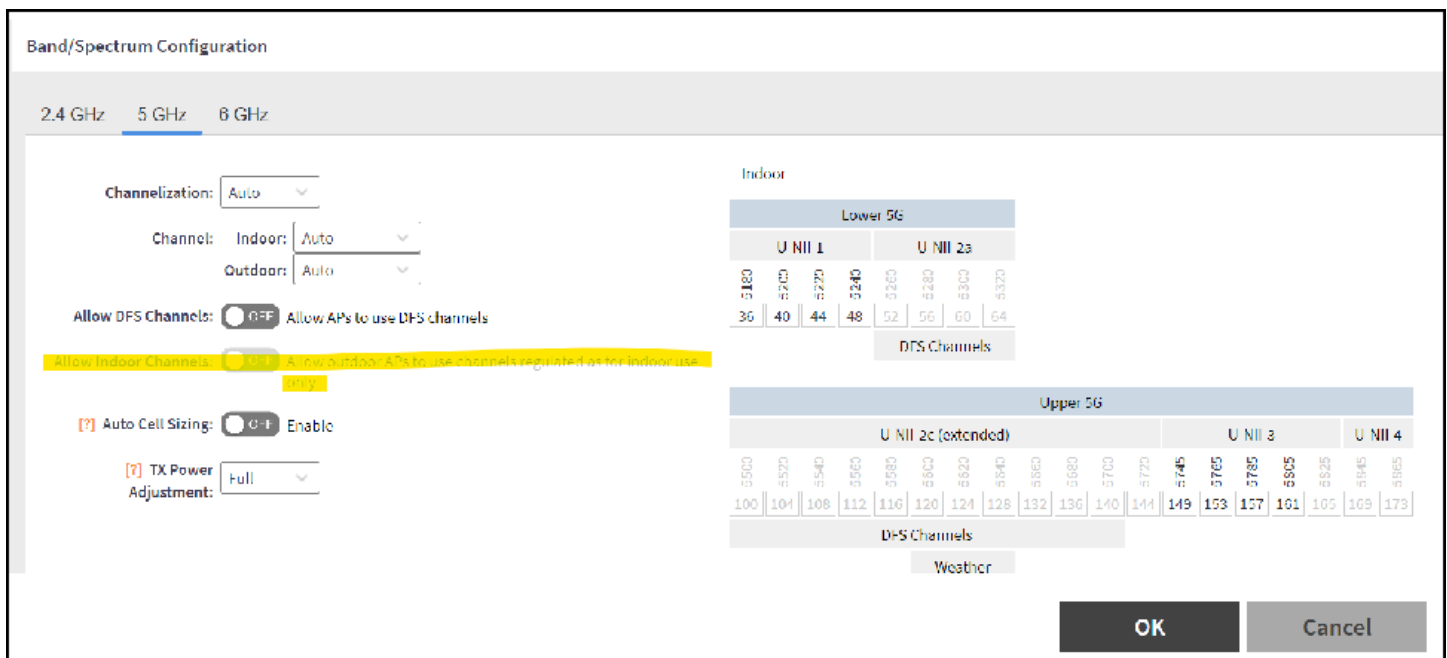 Band/Spectrum Configuration
2.4 GHz 5 GHz 6 GHz
Channelization: Auto
Channel: Indoor: Auto
Outdoor: Auto
Allow DFS Channels: OFF Allow APs to use DFS channels
Allow Indoor Channels: OFF Allow outdoor APs to use channels regulated as for indoor use
only
[?] Auto Cell Sizing: OFF Enable
[?] TX Power
Adjustment: Full
Indoor
Lower 5G
U NII 1 U NII 2a
5180 5200 5220 5240 5260 5280 5300 5320
36 40 44 48 52 56 60 64
DFS Channels
Upper 5G
U NII 2c (extended) U NII 3 U NII 4
5500 5520 5540 5560 5580 5600 5620 5640 5660 5680 5700 5720 5745 5765 5785 5805 5825 5845 5865
100 104 108 112 116 120 124 128 132 136 140 144 149 153 157 161 165 169 173
DFS Channels
Weather
OK Cancel